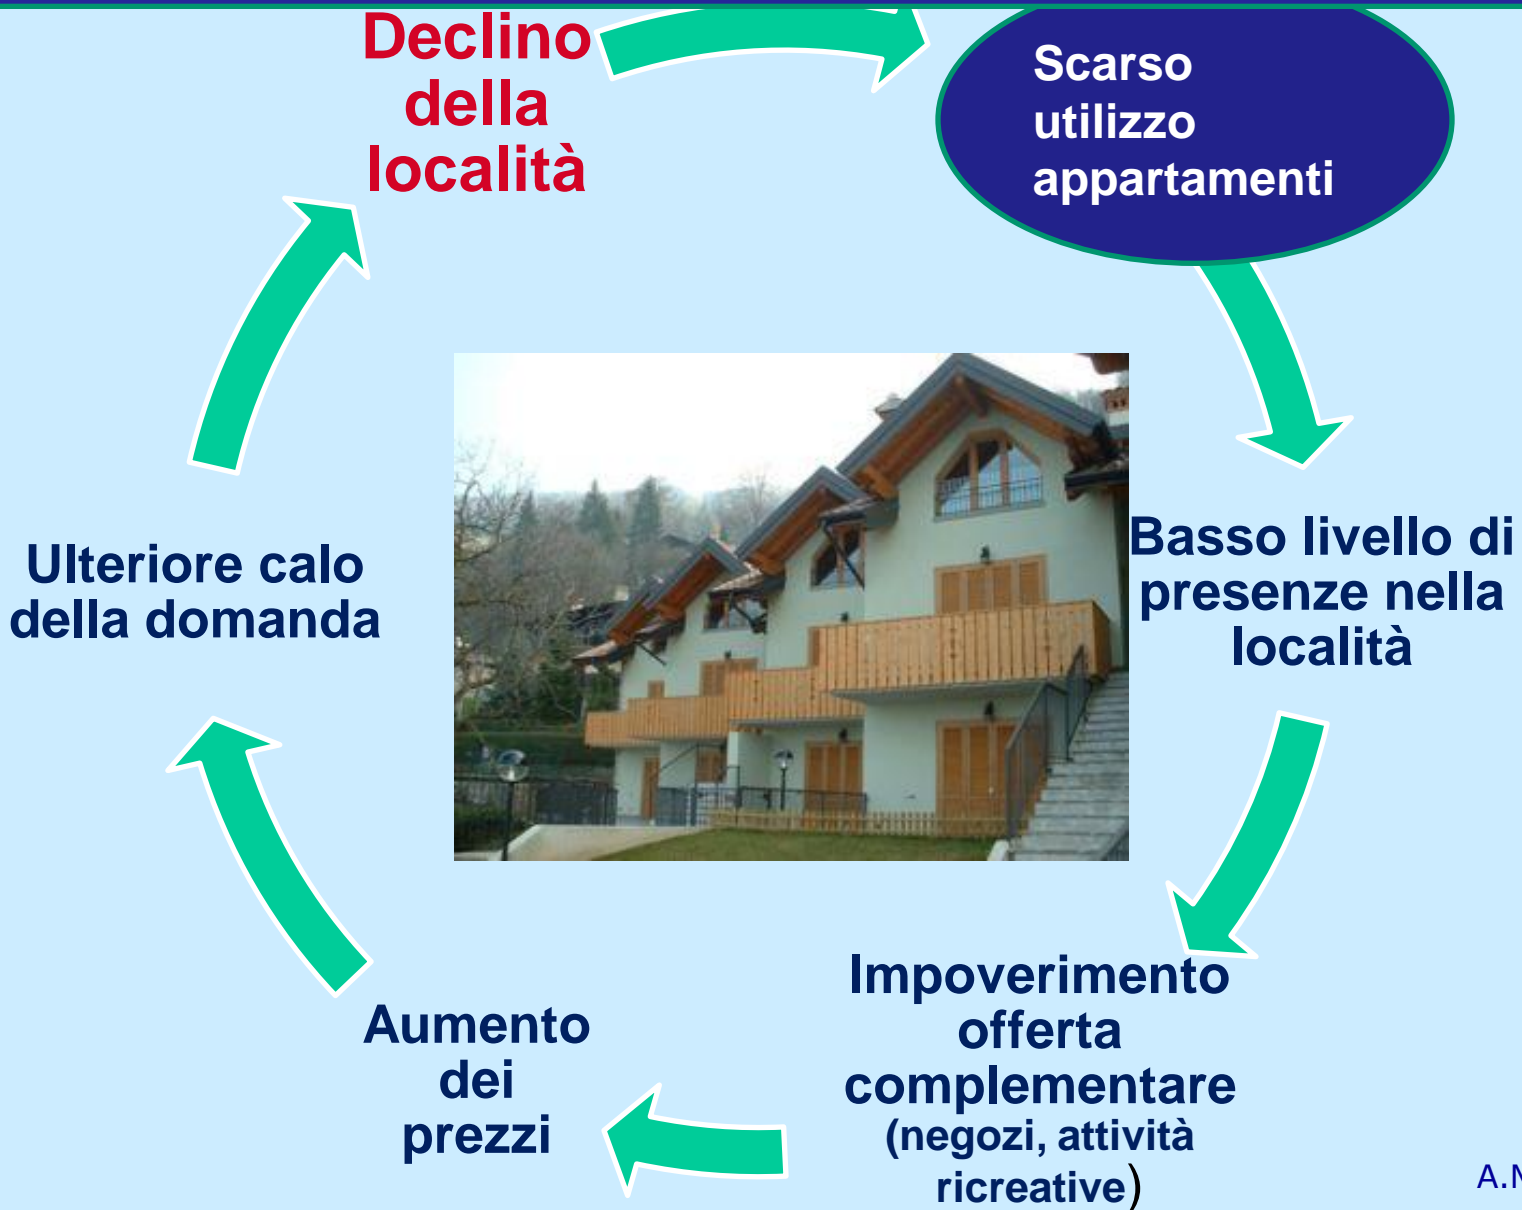 Declino
della
località
Scarso
utilizzo
appartamenti
Basso livello di
presenze nella
località
Impoverimento
offerta
complementare
(negozi, attività
ricreative)
Aumento
dei
prezzi
Ulteriore calo
della domanda